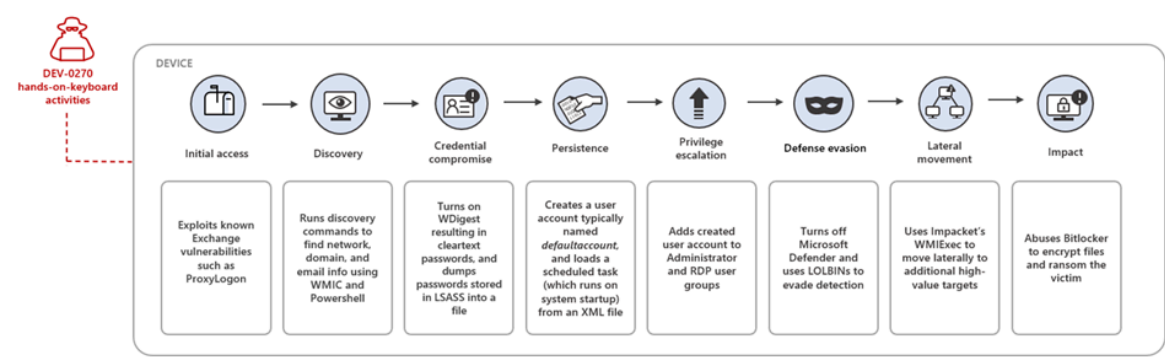 DEV-0270
hands-on-keyboard
activities
DEVICE
Initial access
Discovery
Credential
compromise
Persistence
Privilege
escalation
Defense evasion
Lateral
movement
Impact
Exploits known
Exchange
vulnerabilities
such as
ProxyLogon
Runs discovery
commands to
find network,
domain, and
email info using
WMIC and
Powershell
Turns on
WDigest
resulting in
cleartext
passwords, and
dumps
passwords stored
in LSASS into a
file
Creates a user
account typically
named
defaultaccount,
and loads a
scheduled task
(which runs on
system startup)
from an XML file
Adds created
user account to
Administrator
and RDP user
groups
Turns off
Microsoft
Defender and
uses LOLBINs to
evade detection
Uses Impacket's
WMIExec to
move laterally to
additional high-
value targets
Abuses Bitlocker
to encrypt files
and ransom the
victim